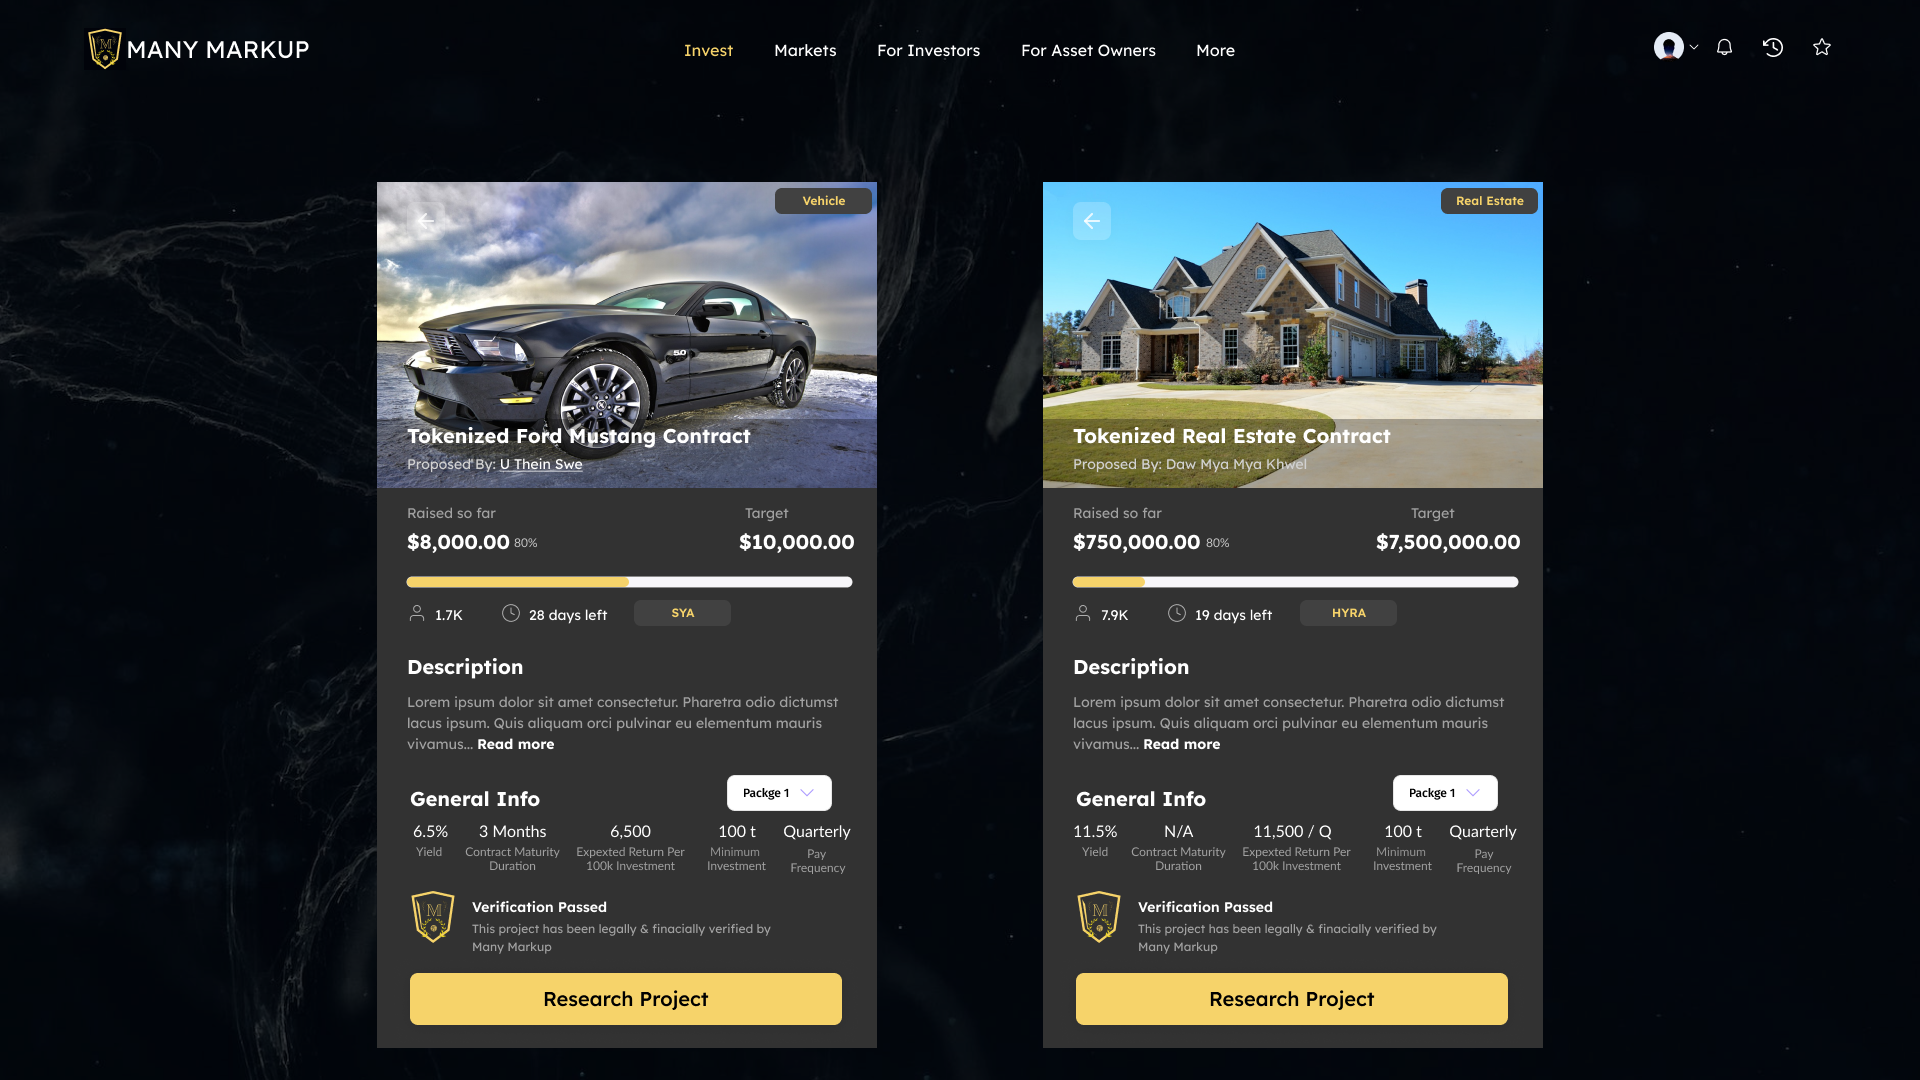 MANY MARKUP
Invest
Markets
For Investors
For Asset Owners
More
Vehicle
5.0
Tokenized Ford Mustang Contract
Proposed By: U Thein Swe
Raised so far
Target
$8,000.00 80%
$10,000.00
1.7K
28 days left
SYA
Description
Lorem ipsum dolor sit amet consectetur. Pharetra odio dictumst
lacus ipsum. Quis aliquam orci pulvinar eu elementum mauris
vivamus... Read more
General Info
Packge 1
6.5%
Yield
3 Months
Contract Maturity
Duration
6,500
Expexted Return Per
100k Investment
100 t
Minimum
Investment
Quarterly
Pay
Frequency
M
Verification Passed
This project has been legally & finacially verified by
Many Markup
Research Project
Real Estate
Tokenized Real Estate Contract
Proposed By: Daw Mya Mya Khwel
Raised so far
Target
$750,000.00 80%
$7,500,000.00
7.9K
19 days left
HYRA
Description
Lorem ipsum dolor sit amet consectetur. Pharetra odio dictumst
lacus ipsum. Quis aliquam orci pulvinar eu elementum mauris
vivamus... Read more
General Info
Packge 1
11.5%
Yield
N/A
Contract Maturity
Duration
11,500 / Q
Expexted Return Per
100k Investment
100 t
Minimum
Investment
Quarterly
Pay
Frequency
M
Verification Passed
This project has been legally & finacially verified by
Many Markup
Research Project